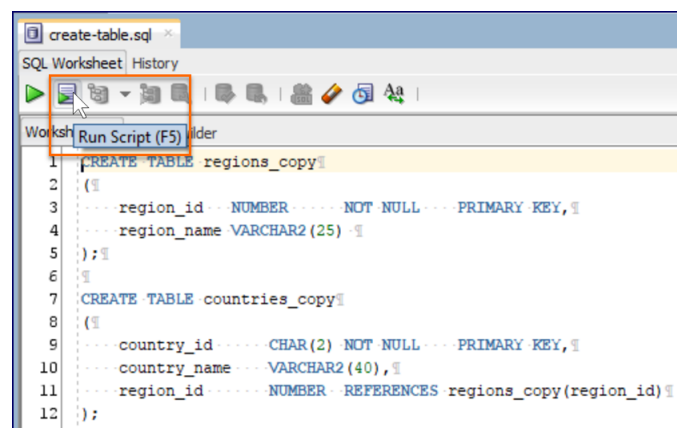 create-table.sql
SQL Worksheet History
Run Script (F5)
1 CREATE TABLE regions_copy¶
2 (¶
3 region_id NUMBER NOT NULL PRIMARY KEY,¶
4 region_name VARCHAR2(25) ¶
5 );¶
6 ¶
7 CREATE TABLE countries_copy¶
8 (¶
9 country_id CHAR(2) NOT NULL PRIMARY KEY,¶
10 country_name VARCHAR2(40),¶
11 region_id NUMBER REFERENCES regions_copy(region_id)¶
12 );